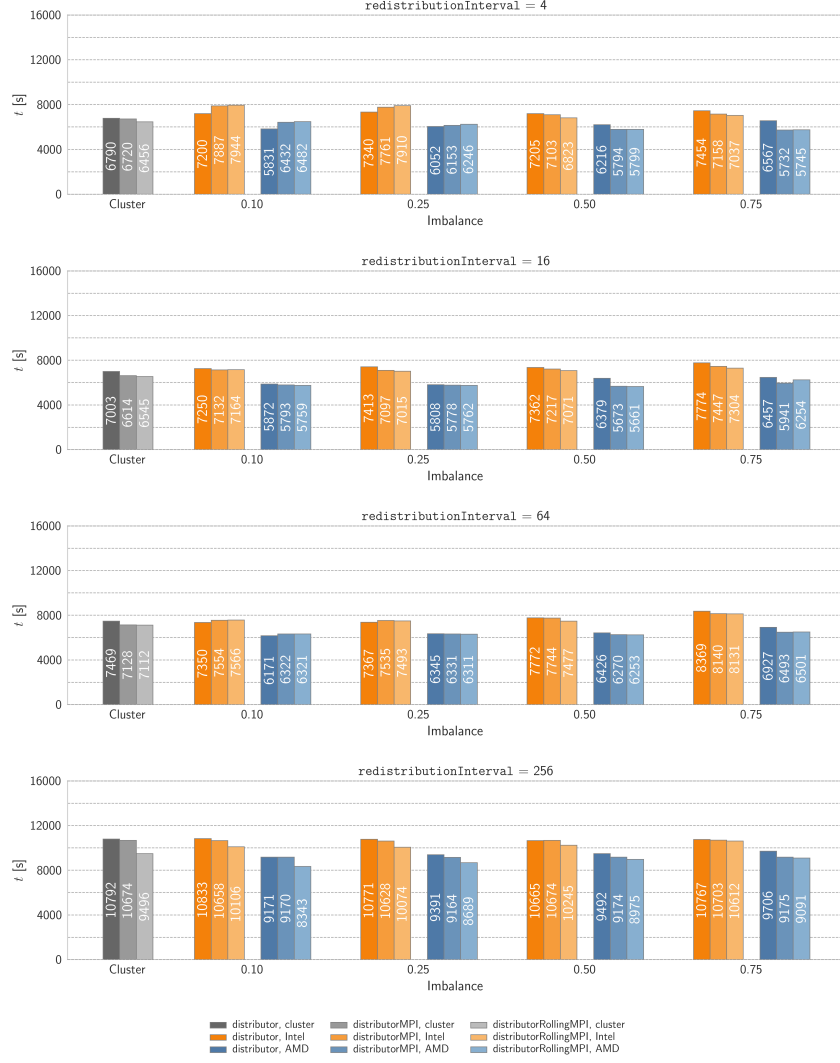 redistributionInterval = 4
16000
12000
8000
4000
0
t [s]
6790 6720 6456 7200 7887 7944 5831 6432 6482 7340 7761 7910 6052 6153 6246 7205 7103 6823 6216 5794 5799 7454 7158 7037 6567 5732 5745
Cluster 0.10 0.25 0.50 0.75
Imbalance
redistributionInterval = 16
16000
12000
8000
4000
0
t [s]
7003 6614 6545 7250 7132 7164 5872 5793 5759 7413 7097 7015 5808 5778 5762 7362 7217 7071 6379 5673 5661 7774 7447 7304 6457 5941 6254
Cluster 0.10 0.25 0.50 0.75
Imbalance
redistributionInterval = 64
16000
12000
8000
4000
0
t [s]
7469 7128 7112 7350 7554 7566 6171 6322 6321 7367 7535 7493 6345 6331 6311 7772 7744 7477 6426 6270 6253 8369 8140 8131 6927 6493 6501
Cluster 0.10 0.25 0.50 0.75
Imbalance
redistributionInterval = 256
16000
12000
8000
4000
0
t [s]
10792 10674 9496 10833 10658 10106 9171 9170 8343 10771 10628 10074 9391 9164 8689 10665 10674 10245 9492 9174 8975 10767 10703 10612 9706 9175 9091
Cluster 0.10 0.25 0.50 0.75
Imbalance
distributor, cluster distributorMPI, cluster distributorRollingMPI, cluster
distributor, Intel distributorMPI, Intel distributorRollingMPI, Intel
distributor, AMD distributorMPI, AMD distributorRollingMPI, AMD